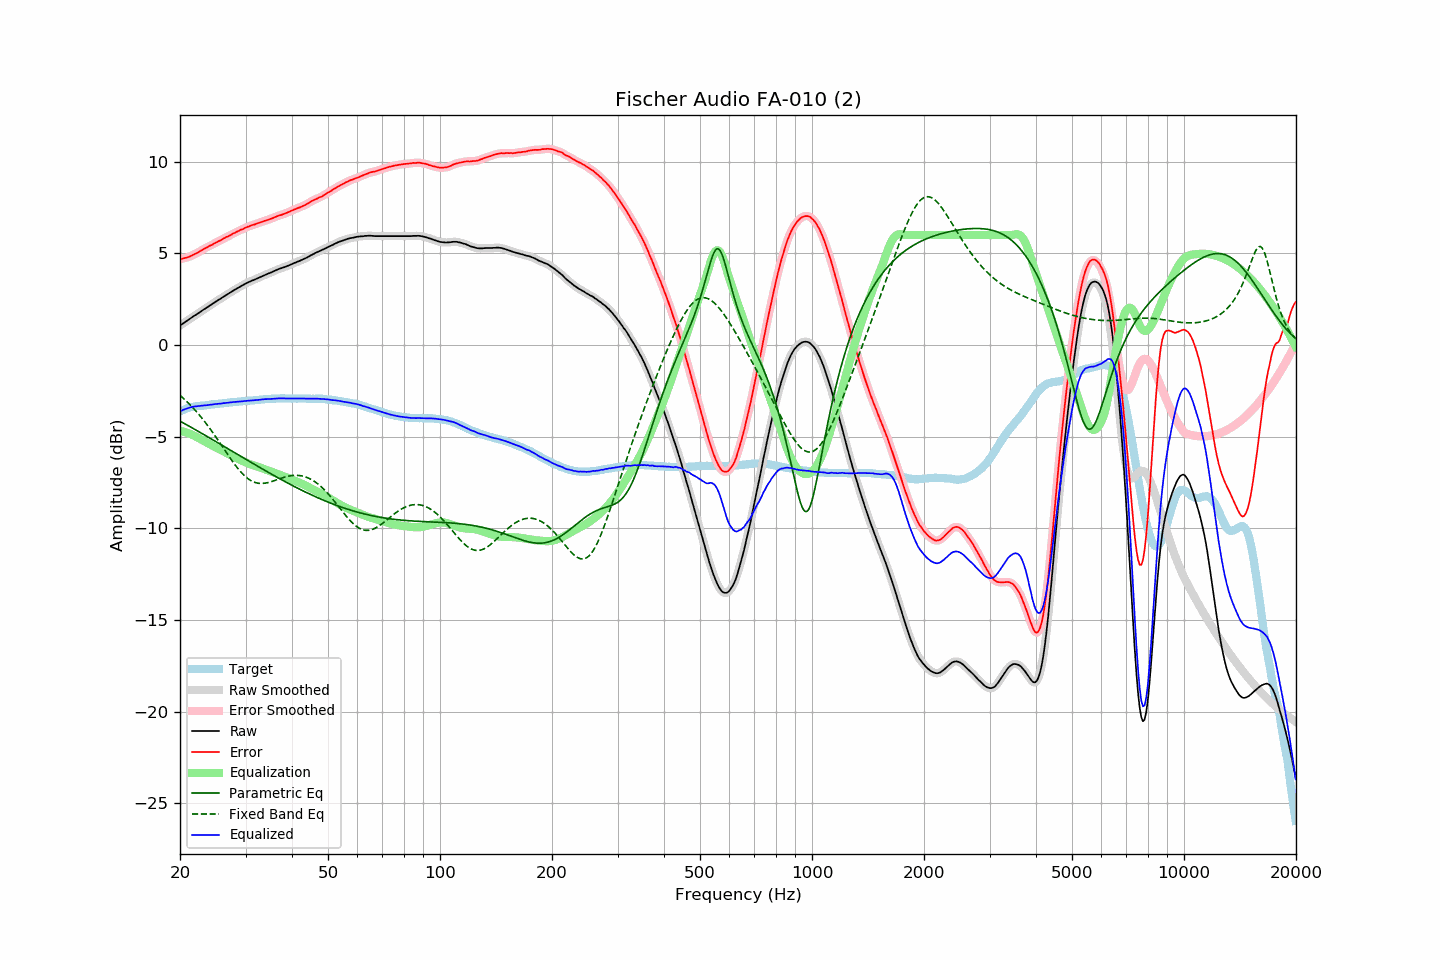 Fischer Audio FA-010 (2)
10
5
0
−5
−10
−15
−20
−25
Amplitude (dBr)
Target
Raw Smoothed
Error Smoothed
Raw
Error
Equalization
Parametric Eq
Fixed Band Eq
Equalized
20 50 100 200 500 1000 2000 5000 10000 20000
Frequency (Hz)